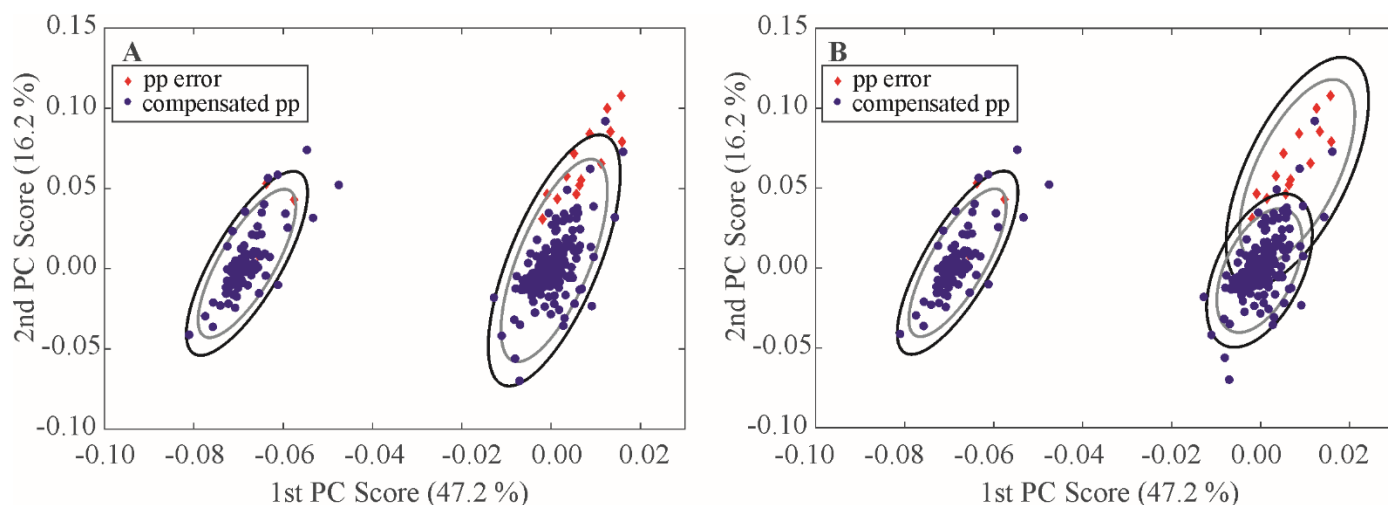 A
pp error
compensated pp
2nd PC Score (16.2 %)
0.15
0.10
0.05
0.00
-0.05
-0.10
-0.10
-0.08
-0.06
-0.04
-0.02
0.00
0.02
1st PC Score (47.2 %)
B
pp error
compensated pp
2nd PC Score (16.2 %)
0.15
0.10
0.05
0.00
-0.05
-0.10
-0.10
-0.08
-0.06
-0.04
-0.02
0.00
0.02
1st PC Score (47.2 %)